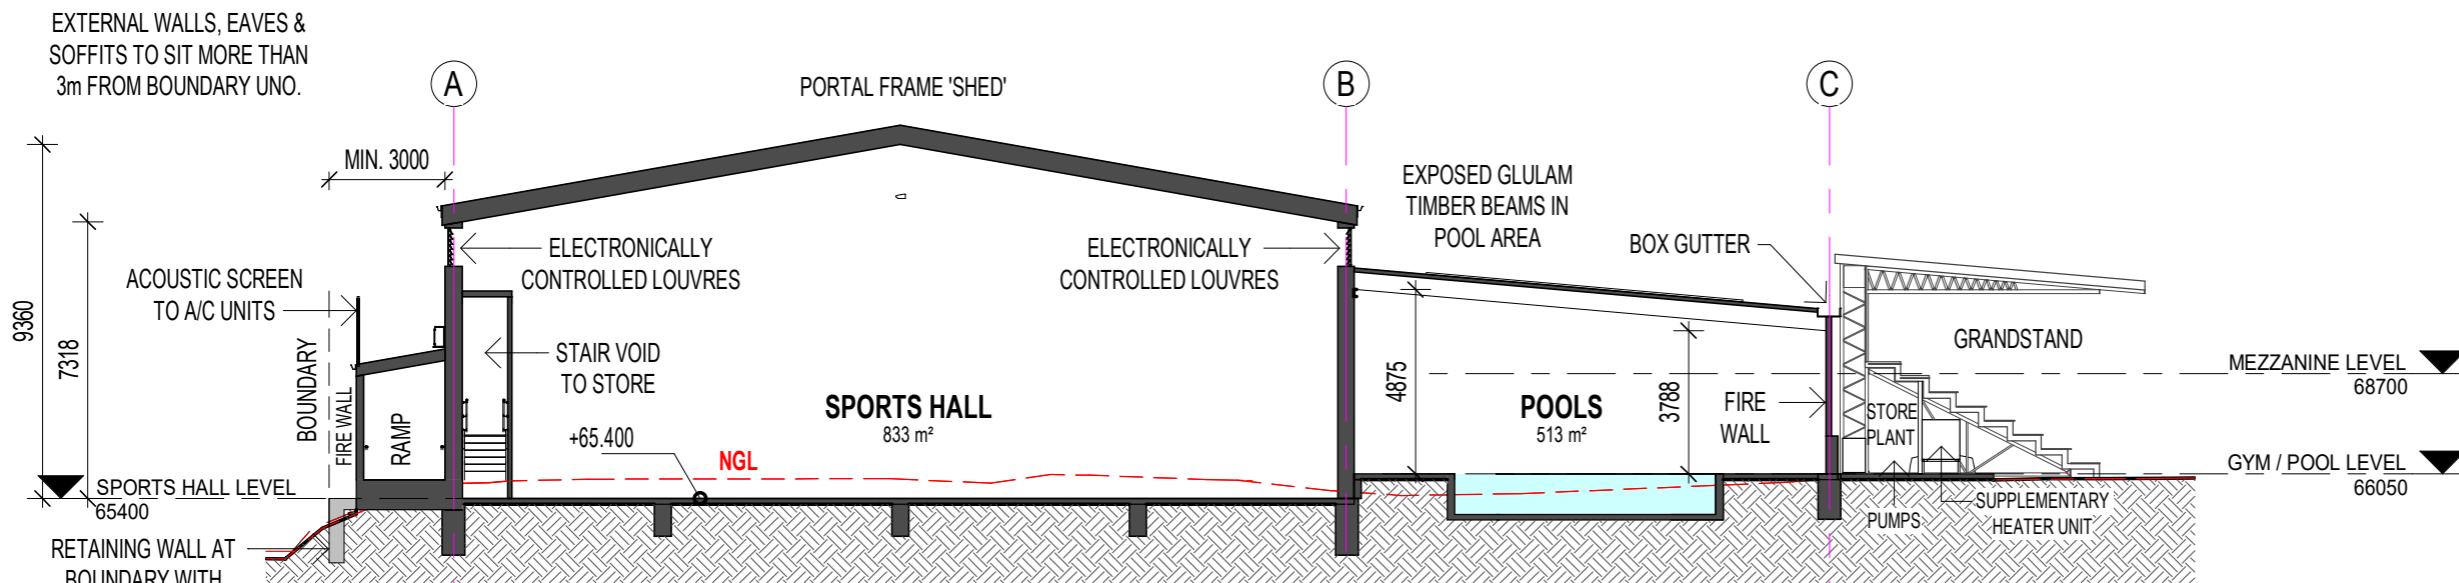 EXTERNAL WALLS, EAVES &
SOFFITS TO SIT MORE THAN
3m FROM BOUNDARY UNO.
A
PORTAL FRAME 'SHED'
B
C
MIN. 3000
9360
7318
ACOUSTIC SCREEN
TO A/C UNITS
BOUNDARY
FIRE WALL
RAMP
ELECTRONICALLY
CONTROLLED LOUVRES
STAIR VOID
TO STORE
SPORTS HALL
833 m²
+65.400
NGL
ELECTRONICALLY
CONTROLLED LOUVRES
EXPOSED GLULAM
TIMBER BEAMS IN
POOL AREA
BOX GUTTER
4875
POOLS
513 m²
3788
FIRE
WALL
GRANDSTAND
STORE
PLANT
PUMPS
SUPPLEMENTARY
HEATER UNIT
MEZZANINE LEVEL
68700
GYM / POOL LEVEL
66050
SPORTS HALL LEVEL
65400
RETAINING WALL AT
BOUNDARY WITH